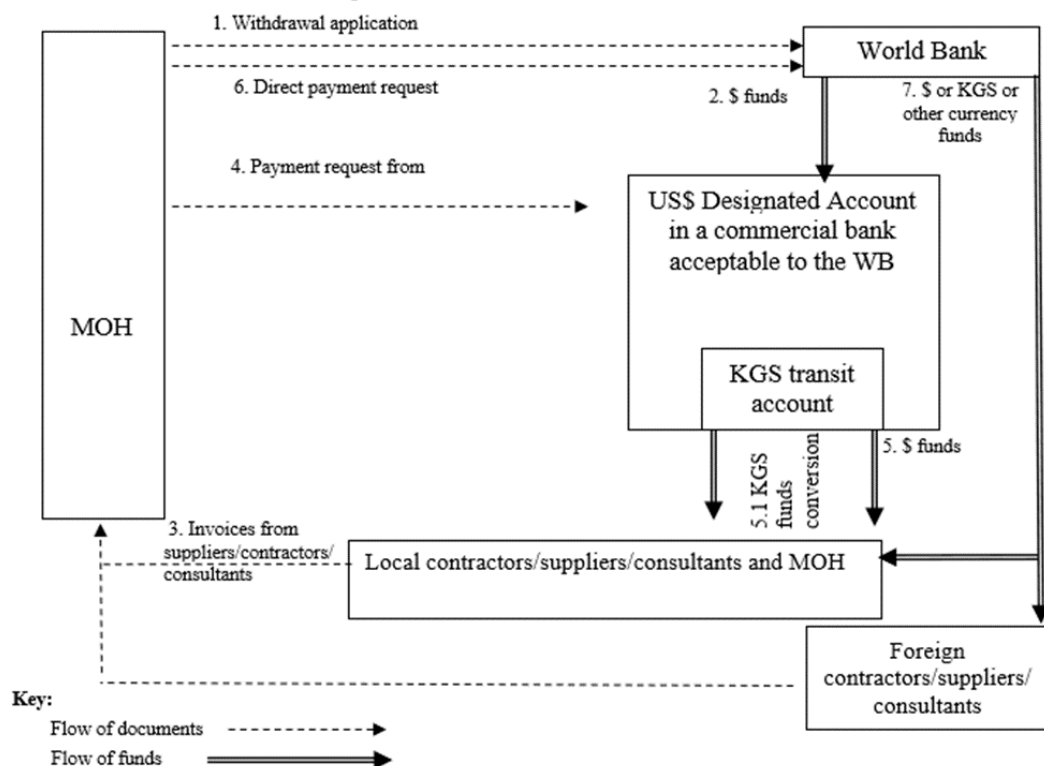 1. Withdrawal application
World Bank
6. Direct payment request
2. $ funds
7. $ or KGS or
other currency
funds
4. Payment request from
US$ Designated Account
in a commercial bank
acceptable to the WB
MOH
KGS transit
account
5. $ funds
5.1 KGS
funds
conversion
3. Invoices from
suppliers/contractors/
consultants
Local contractors/suppliers/consultants and MOH
Foreign
contractors/suppliers/
consultants
Key:
Flow of documents
Flow of funds